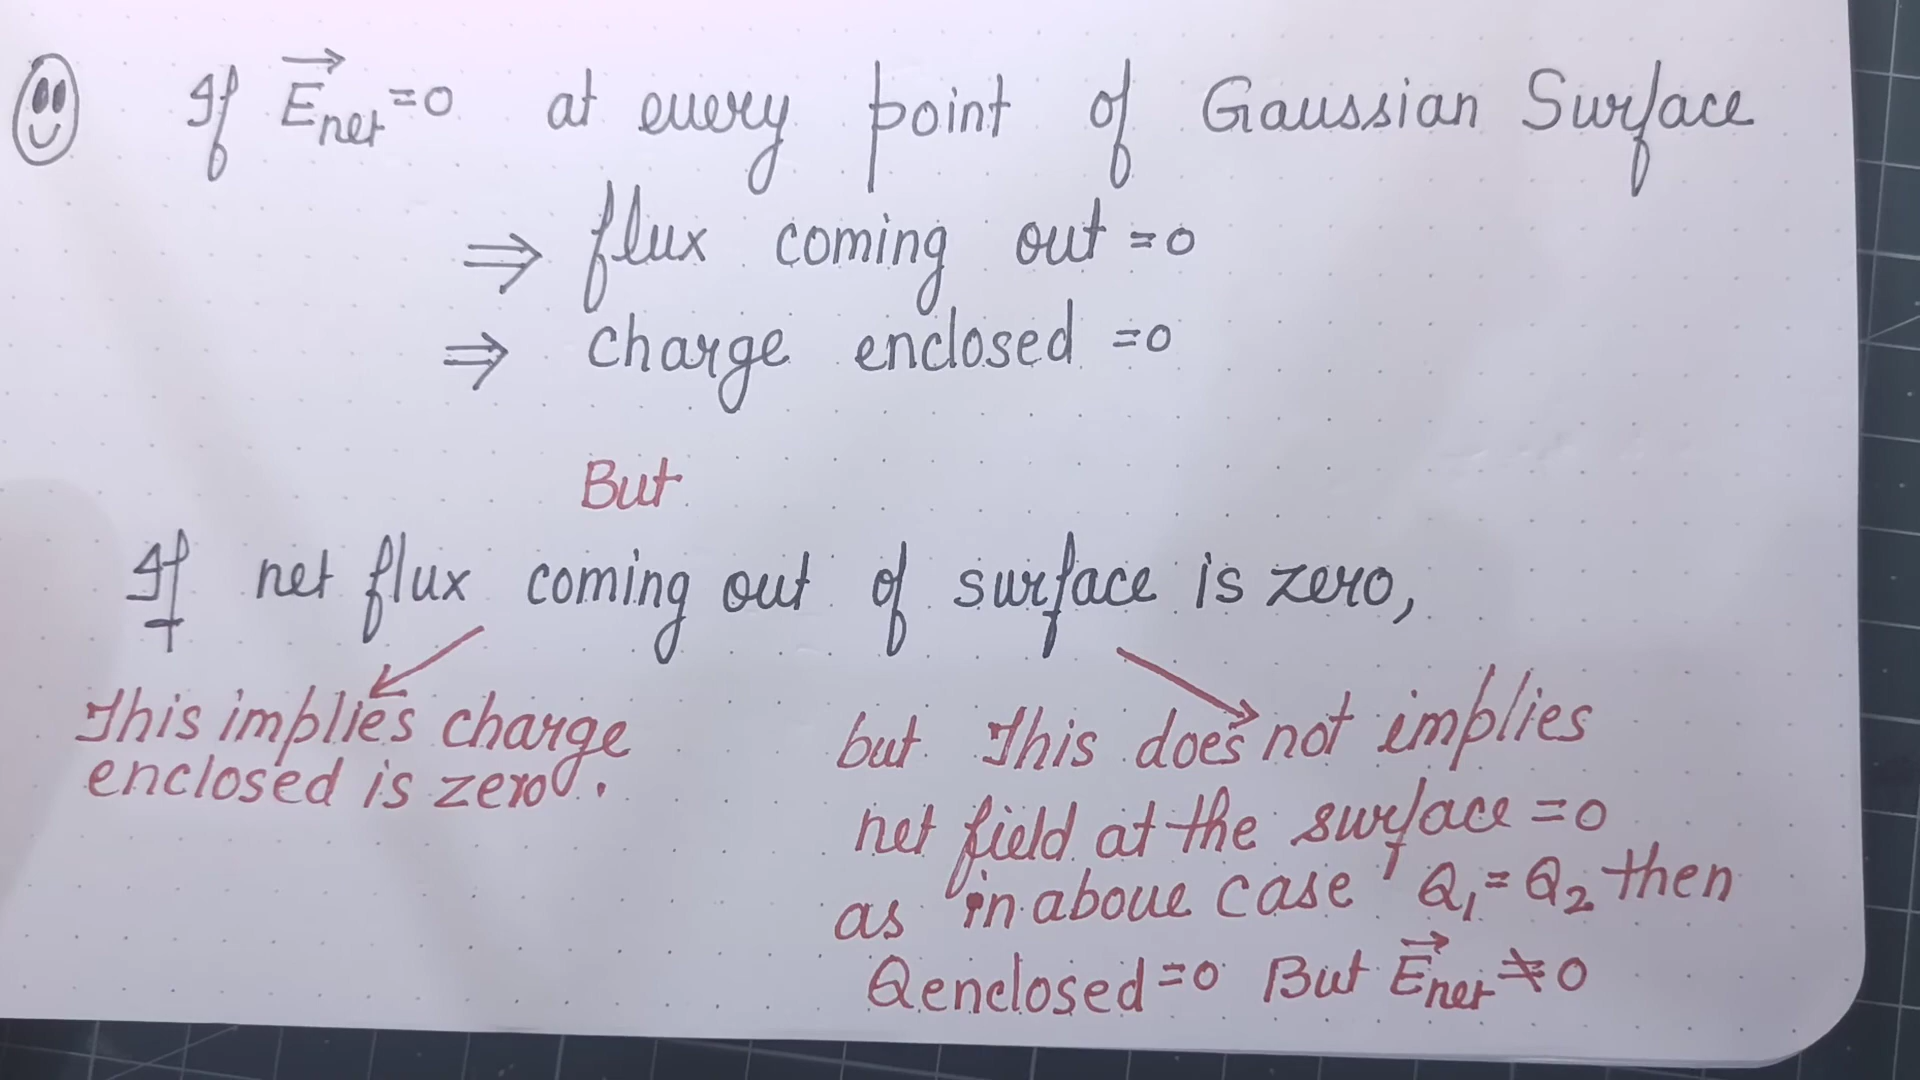 If E⃗net=0 at every point of Gaussian Surface
⇒ flux coming out =0
⇒ charge enclosed =0
But
If net flux coming out of surface is zero,
This implies charge
enclosed is zero.
but This does not implies
net field at the surface =0
as in above case Q₁=Q₂ then
Qenclosed=0 But E⃗net≠0